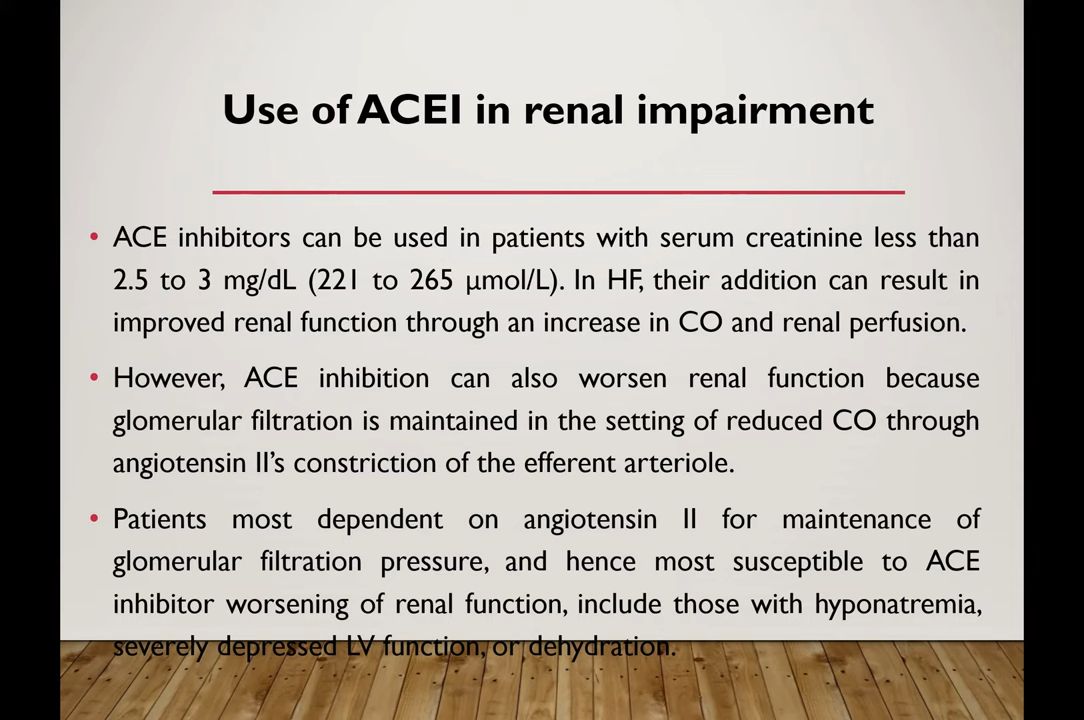 Use of ACEI in renal impairment
• ACE inhibitors can be used in patients with serum creatinine less than
2.5 to 3 mg/dL (221 to 265 μmol/L). In HF, their addition can result in
improved renal function through an increase in CO and renal perfusion.
• However, ACE inhibition can also worsen renal function because
glomerular filtration is maintained in the setting of reduced CO through
angiotensin II’s constriction of the efferent arteriole.
• Patients most dependent on angiotensin II for maintenance of
glomerular filtration pressure, and hence most susceptible to ACE
inhibitor worsening of renal function, include those with hyponatremia,
severely depressed LV function, or dehydration.